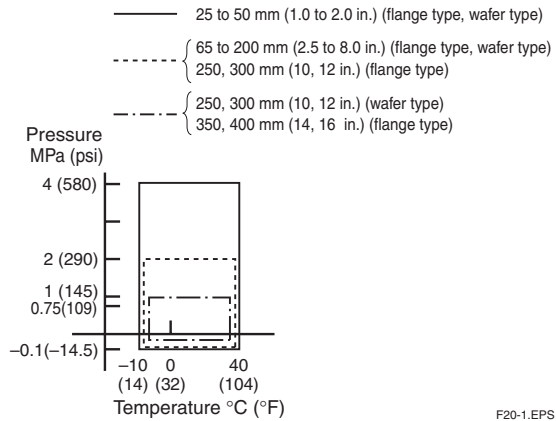 25 to 50 mm (1.0 to 2.0 in.) (flange type, wafer type)
65 to 200 mm (2.5 to 8.0 in.) (flange type, wafer type)
250, 300 mm (10, 12 in.) (flange type)
250, 300 mm (10, 12 in.) (wafer type)
350, 400 mm (14, 16 in.) (flange type)
Pressure
MPa (psi)
4 (580)
2 (290)
1 (145)
0.75(109)
–0.1(–14.5)
–10 0 40
(14) (32) (104)
Temperature °C (°F)
F20-1.EPS